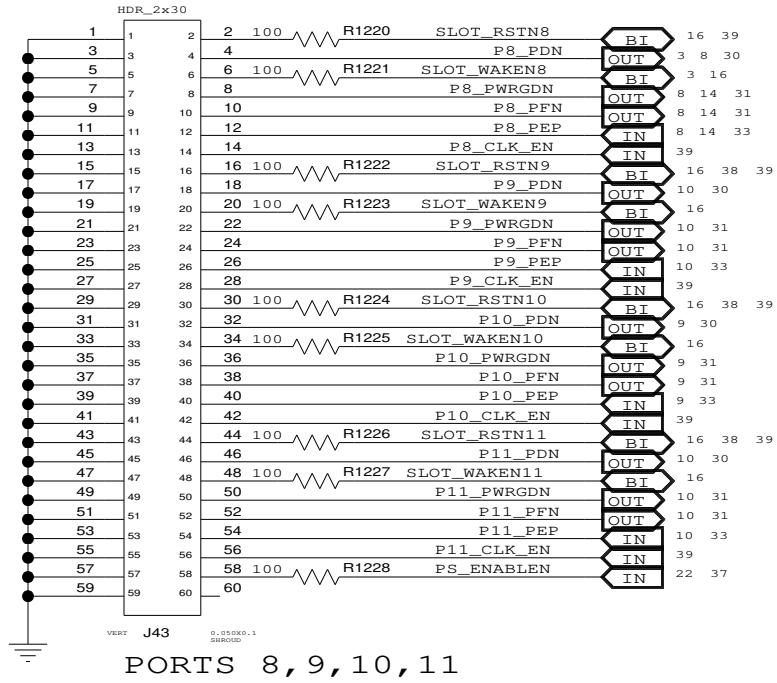 HDR_2x30
1 1 2 2 100 R1220 SLOT_RSTN8 BI 16 39
3 3 4 4 P8_PDN OUT 3 8 30
5 5 6 6 100 R1221 SLOT_WAKEN8 BI 3 16
7 7 8 8 P8_PWRGDN OUT 8 14 31
9 9 10 10 P8_PFN OUT 8 14 31
11 11 12 12 P8_PEP IN 8 14 33
13 13 14 14 P8_CLK_EN IN 39
15 15 16 16 100 R1222 SLOT_RSTN9 BI 16 38 39
17 17 18 18 P9_PDN OUT 10 30
19 19 20 20 100 R1223 SLOT_WAKEN9 BI 16
21 21 22 22 P9_PWRGDN OUT 10 31
23 23 24 24 P9_PFN OUT 10 31
25 25 26 26 P9_PEP IN 10 33
27 27 28 28 P9_CLK_EN IN 39
29 29 30 30 100 R1224 SLOT_RSTN10 BI 16 38 39
31 31 32 32 P10_PDN OUT 9 30
33 33 34 34 100 R1225 SLOT_WAKEN10 BI 16
35 35 36 36 P10_PWRGDN OUT 9 31
37 37 38 38 P10_PFN OUT 9 31
39 39 40 40 P10_PEP IN 9 33
41 41 42 42 P10_CLK_EN IN 39
43 43 44 44 100 R1226 SLOT_RSTN11 BI 16 38 39
45 45 46 46 P11_PDN OUT 10 30
47 47 48 48 100 R1227 SLOT_WAKEN11 BI 16
49 49 50 50 P11_PWRGDN OUT 10 31
51 51 52 52 P11_PFN OUT 10 31
53 53 54 54 P11_PEP IN 10 33
55 55 56 56 P11_CLK_EN IN 39
57 57 58 58 100 R1228 PS_ENABLEN IN 22 37
59 59 60 60
VERT J43 0.050X0.1
SHROUD
PORTS 8,9,10,11